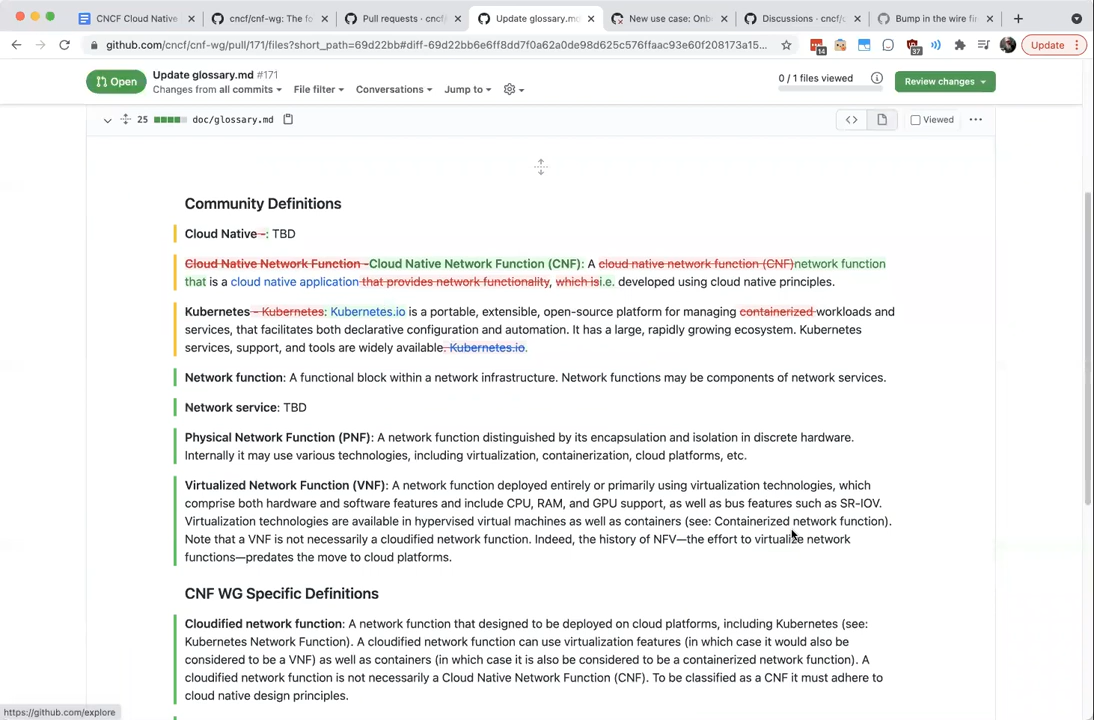 CNCF Cloud Native
cncf/cnf-wg: The fo
Pull requests · cncf
Update glossary.md
New use case: Onb
Discussions · cncf/c
Bump in the wire fir
github.com/cncf/cnf-wg/pull/171/files?short_path=69d22bb#diff-69d22bb6e6ff8dd7f0a62a0de98d625c576ffaac93e60f208173a15...
14
37
Update
Open
Update glossary.md #171
Changes from all commits
File filter
Conversations
Jump to
0 / 1 files viewed
Review changes
25
doc/glossary.md
Viewed
Community Definitions
Cloud Native -: TBD
Cloud Native Network Function -Cloud Native Network Function (CNF): A cloud native network function (CNF)network function
that is a cloud native application that provides network functionality, which isi.e. developed using cloud native principles.
Kubernetes - Kubernetes: Kubernetes.io is a portable, extensible, open-source platform for managing containerized workloads and
services, that facilitates both declarative configuration and automation. It has a large, rapidly growing ecosystem. Kubernetes
services, support, and tools are widely available. Kubernetes.io.
Network function: A functional block within a network infrastructure. Network functions may be components of network services.
Network service: TBD
Physical Network Function (PNF): A network function distinguished by its encapsulation and isolation in discrete hardware.
Internally it may use various technologies, including virtualization, containerization, cloud platforms, etc.
Virtualized Network Function (VNF): A network function deployed entirely or primarily using virtualization technologies, which
comprise both hardware and software features and include CPU, RAM, and GPU support, as well as bus features such as SR-IOV.
Virtualization technologies are available in hypervised virtual machines as well as containers (see: Containerized network function).
Note that a VNF is not necessarily a cloudified network function. Indeed, the history of NFV—the effort to virtualize network
functions—predates the move to cloud platforms.
CNF WG Specific Definitions
Cloudified network function: A network function that designed to be deployed on cloud platforms, including Kubernetes (see:
Kubernetes Network Function). A cloudified network function can use virtualization features (in which case it would also be
considered to be a VNF) as well as containers (in which case it is also be considered to be a containerized network function). A
cloudified network function is not necessarily a Cloud Native Network Function (CNF). To be classified as a CNF it must adhere to
cloud native design principles.
https://github.com/explore